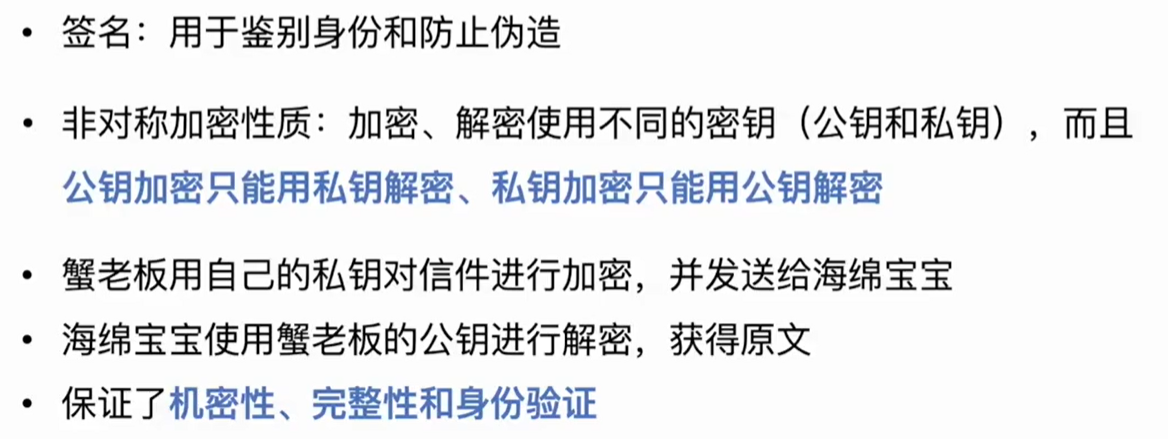 • 签名：用于鉴别身份和防止伪造
• 非对称加密性质：加密、解密使用不同的密钥（公钥和私钥），而且
公钥加密只能用私钥解密、私钥加密只能用公钥解密
• 蟹老板用自己的私钥对信件进行加密，并发送给海绵宝宝
• 海绵宝宝使用蟹老板的公钥进行解密，获得原文
• 保证了机密性、完整性和身份验证